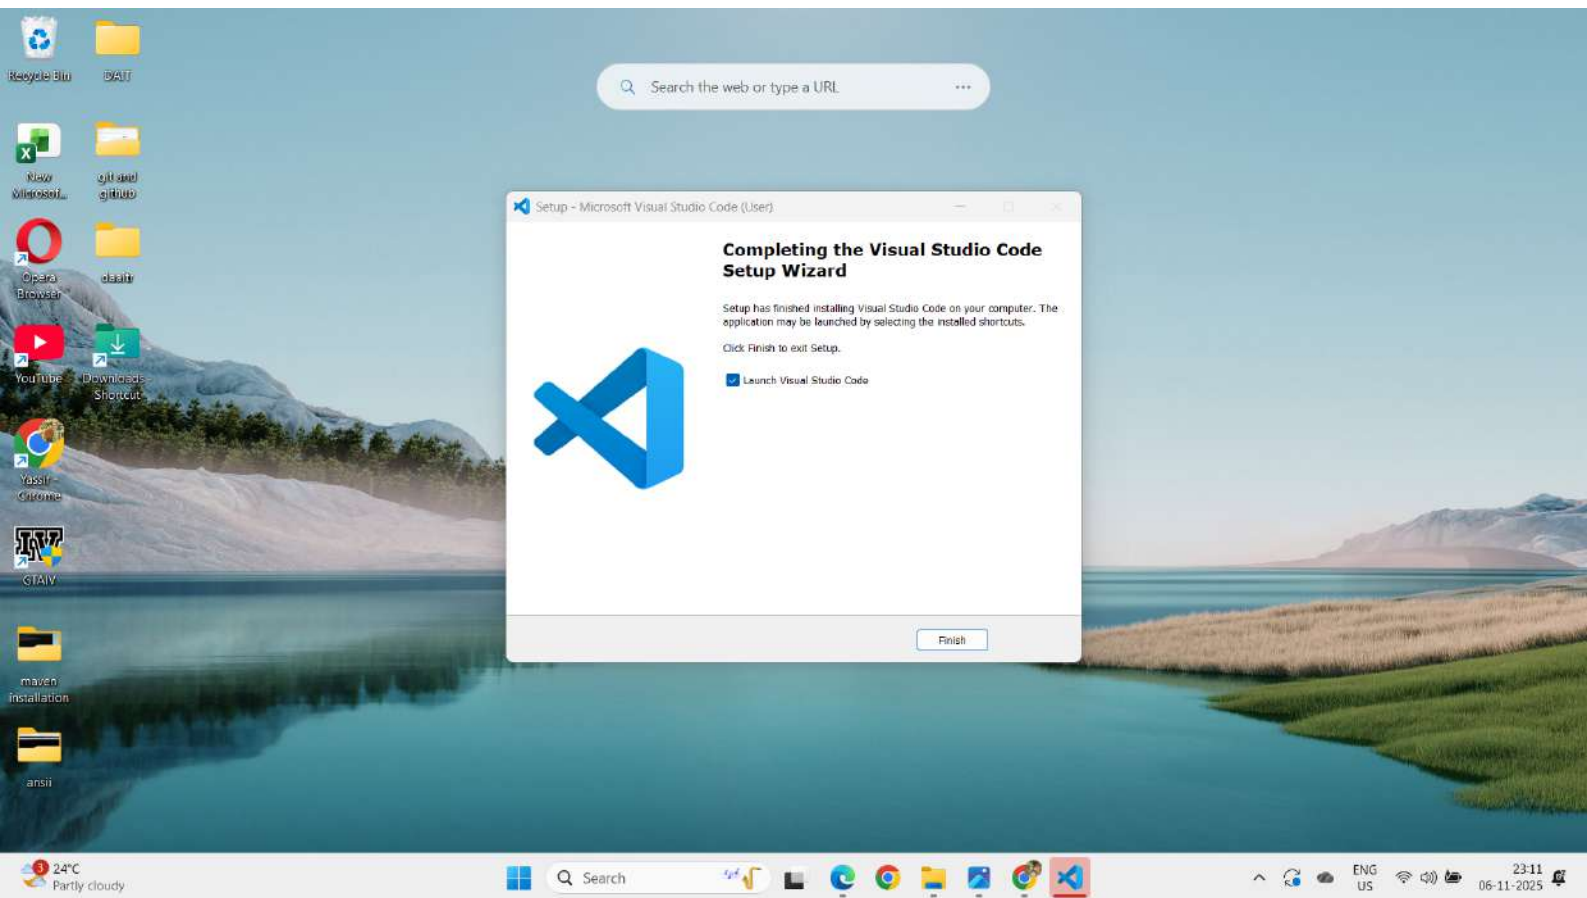 Recycle Bin
DAIT
New
Microsof...
git and
github
Opera
Browser
YouTube
Downloads
Shortcut
Yassir -
Chrome
IV
GTAIV
maven
installation
ansii
Search the web or type a URL
Setup - Microsoft Visual Studio Code (User)
Completing the Visual Studio Code
Setup Wizard
Setup has finished installing Visual Studio Code on your computer. The
application may be launched by selecting the installed shortcuts.
Click Finish to exit Setup.
Launch Visual Studio Code
Finish
3
24°C
Partly cloudy
Search
ENG
US
23:11
06-11-2025